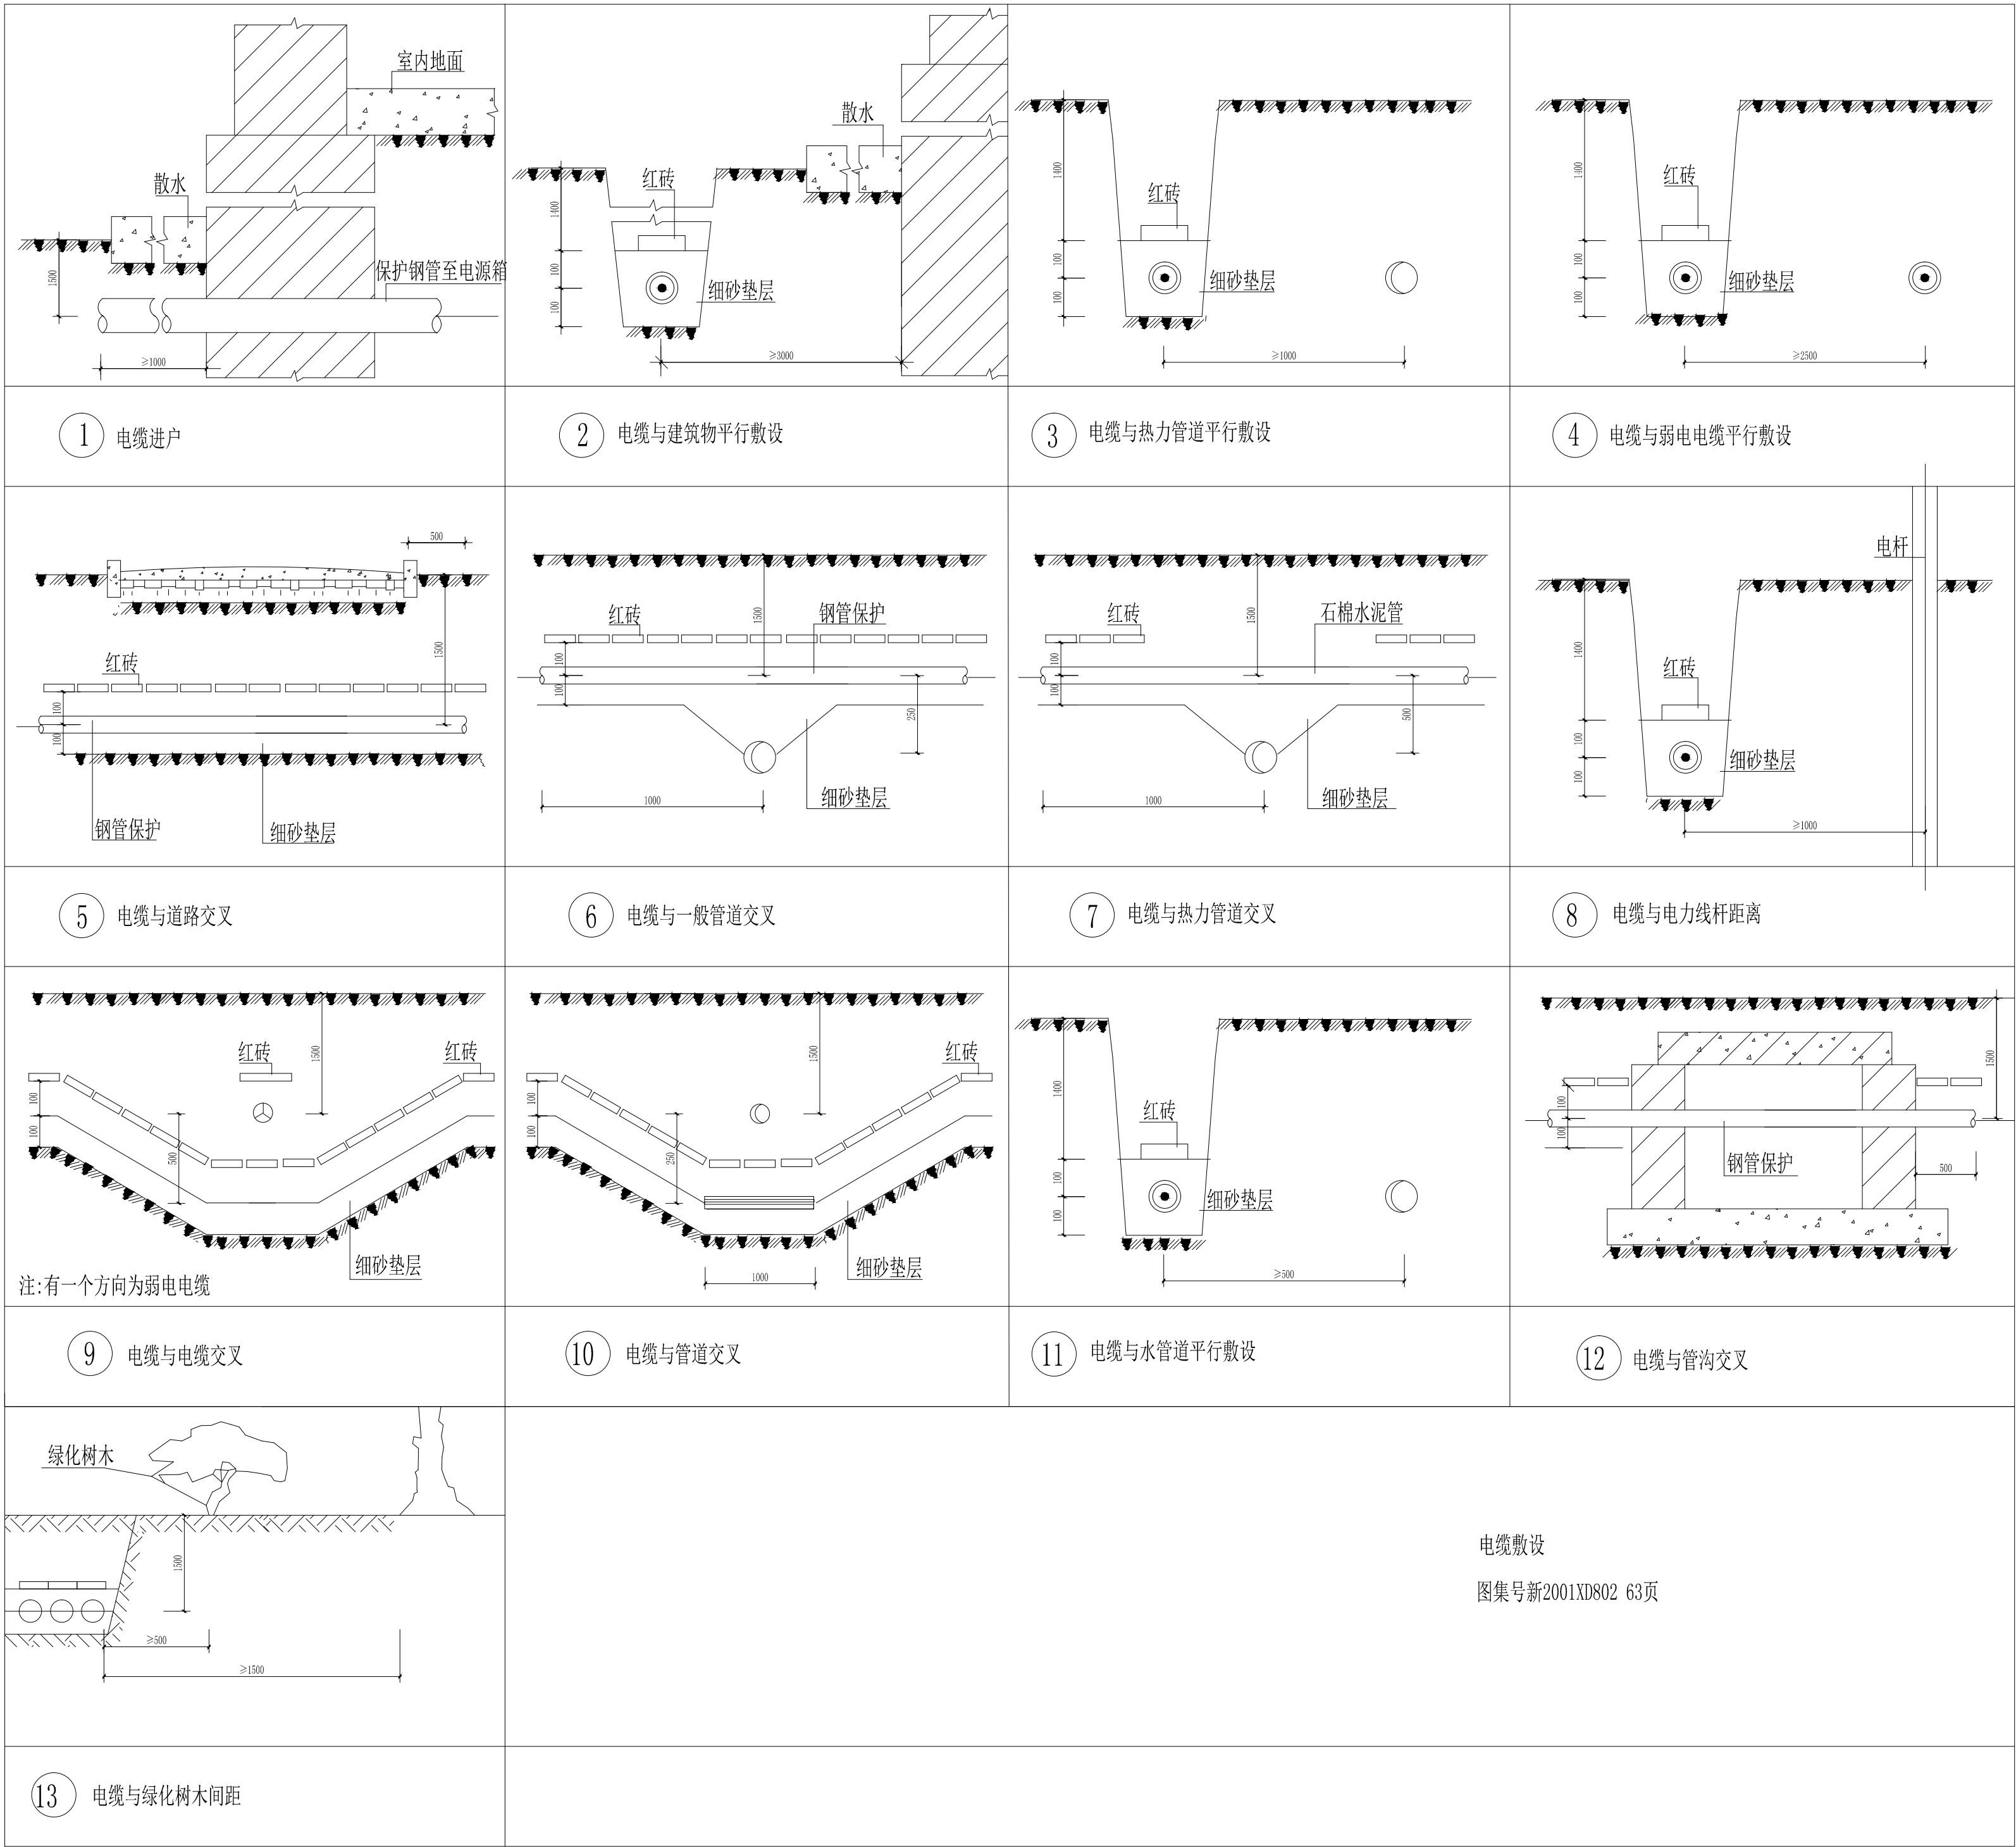 室内地面
散水
1500
保护钢管至电源箱
≥1000
1 电缆进户
散水
红砖
1400
100
100
细砂垫层
≥3000
2 电缆与建筑物平行敷设
1400
红砖
100
100
细砂垫层
≥1000
3 电缆与热力管道平行敷设
1400
红砖
100
100
细砂垫层
≥2500
4 电缆与弱电电缆平行敷设
500
1500
红砖
100
100
钢管保护
细砂垫层
5 电缆与道路交叉
1500
红砖
钢管保护
100
100
250
1000
细砂垫层
6 电缆与一般管道交叉
1500
红砖
石棉水泥管
100
100
500
1000
细砂垫层
7 电缆与热力管道交叉
电杆
1400
红砖
100
100
细砂垫层
≥1000
8 电缆与电力线杆距离
1500
红砖
红砖
100
100
500
细砂垫层
注:有一个方向为弱电电缆
9 电缆与电缆交叉
1500
红砖
100
100
250
细砂垫层
1000
10 电缆与管道交叉
1400
红砖
100
100
细砂垫层
≥500
11 电缆与水管道平行敷设
1500
100
100
钢管保护
500
12 电缆与管沟交叉
绿化树木
1500
≥500
≥1500
13 电缆与绿化树木间距
电缆敷设
图集号新2001XD802 63页